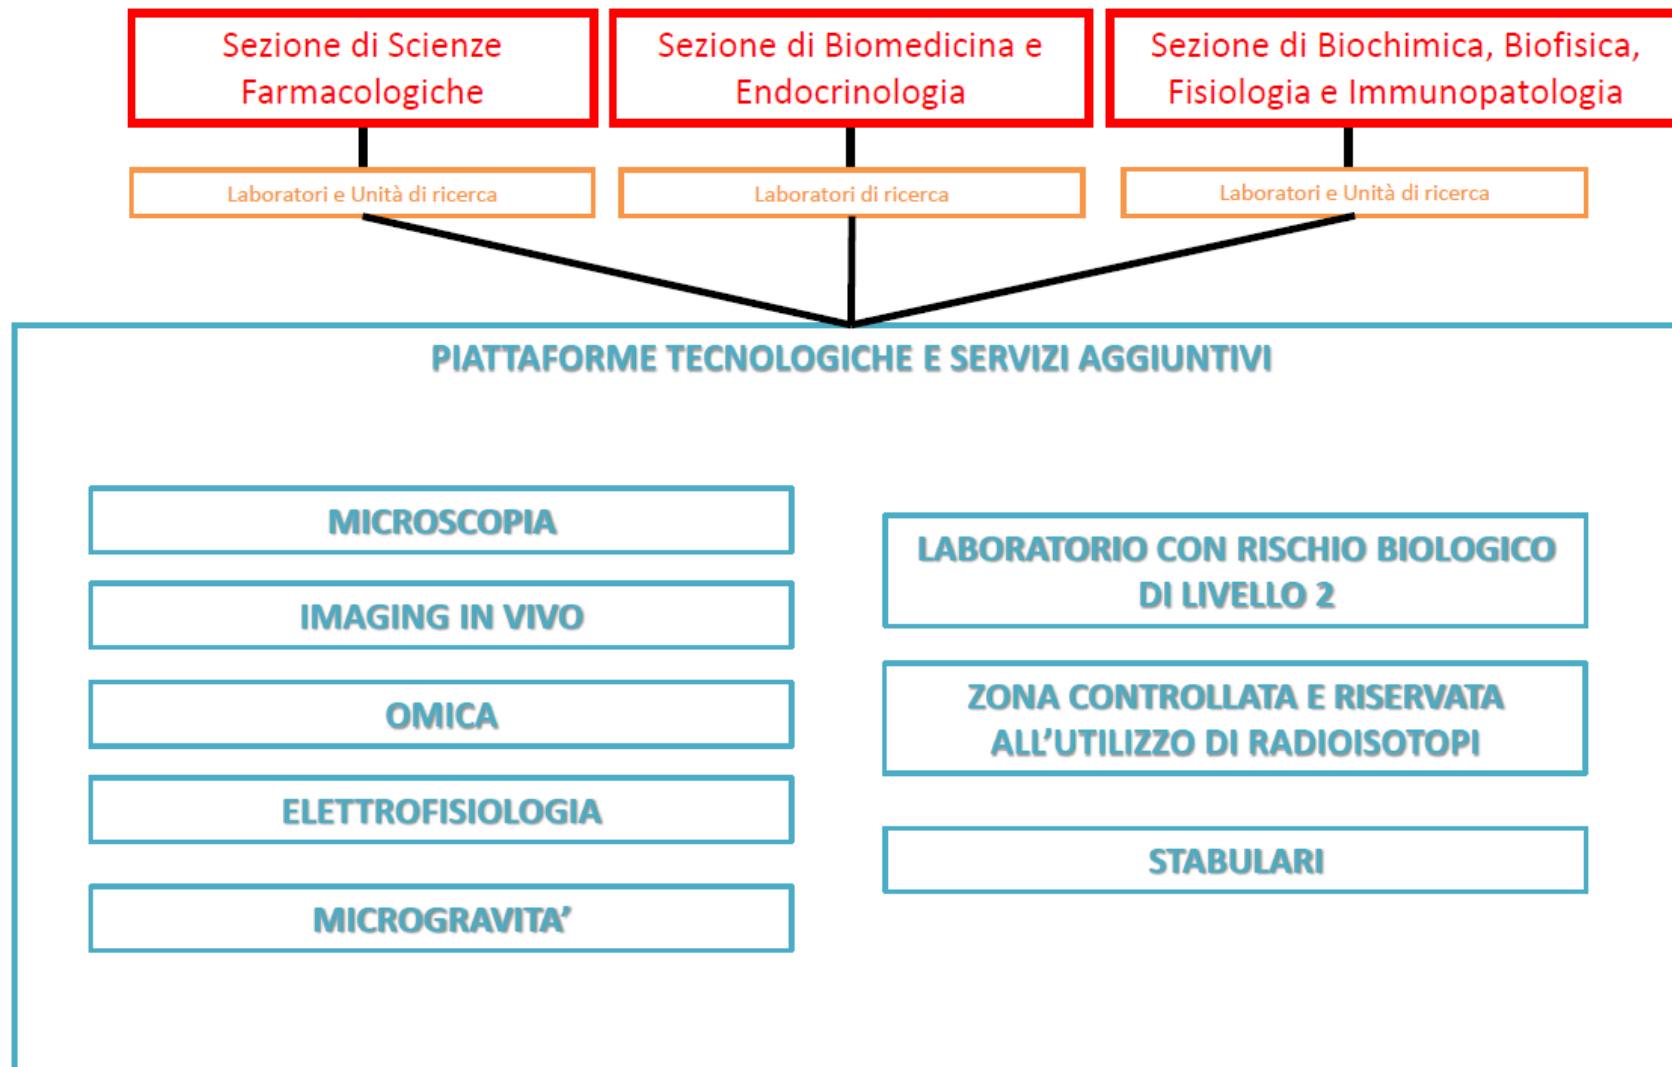 Sezione di Scienze
Farmacologiche
Sezione di Biomedicina e
Endocrinologia
Sezione di Biochimica, Biofisica,
Fisiologia e Immunopatologia
Laboratori e Unità di ricerca
Laboratori di ricerca
Laboratori e Unità di ricerca
PIATTAFORME TECNOLOGICHE E SERVIZI AGGIUNTIVI
MICROSCOPIA
IMAGING IN VIVO
OMICA
ELETTROFISIOLOGIA
MICROGRAVITA’
LABORATORIO CON RISCHIO BIOLOGICO
DI LIVELLO 2
ZONA CONTROLLATA E RISERVATA
ALL’UTILIZZO DI RADIOISOTOPI
STABULARI